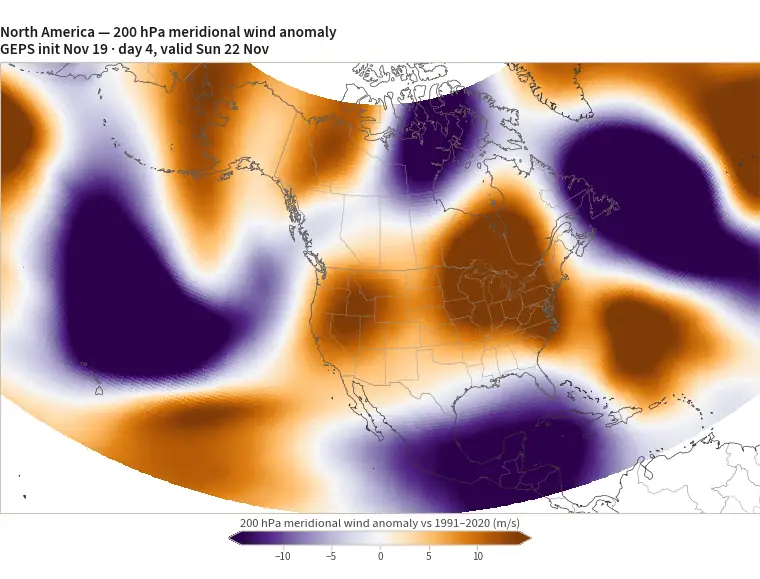 North America — 200 hPa meridional wind anomaly
GEPS init Nov 19 · day 4, valid Sun 22 Nov
200 hPa meridional wind anomaly vs 1991–2020 (m/s)
−10 −5 0 5 10